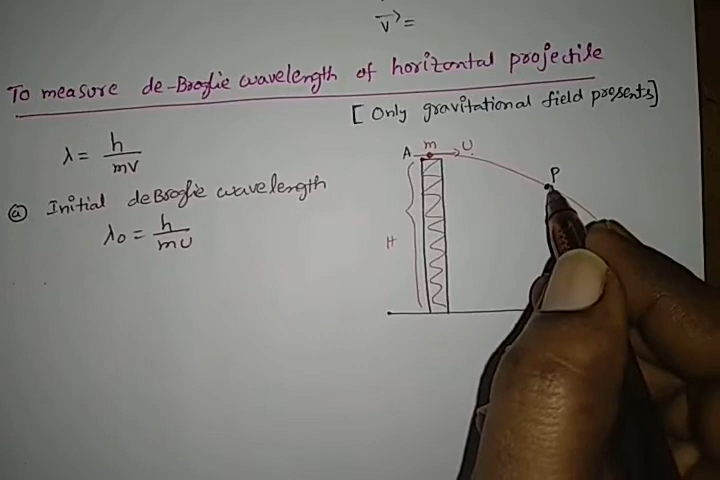 V⃗ =
To measure de-Broglie wavelength of horizontal projectile
[Only gravitational field presents]
λ = h/mv
ⓐ Initial deBroglie wavelength
λ₀ = h/mU
A m U
P
H